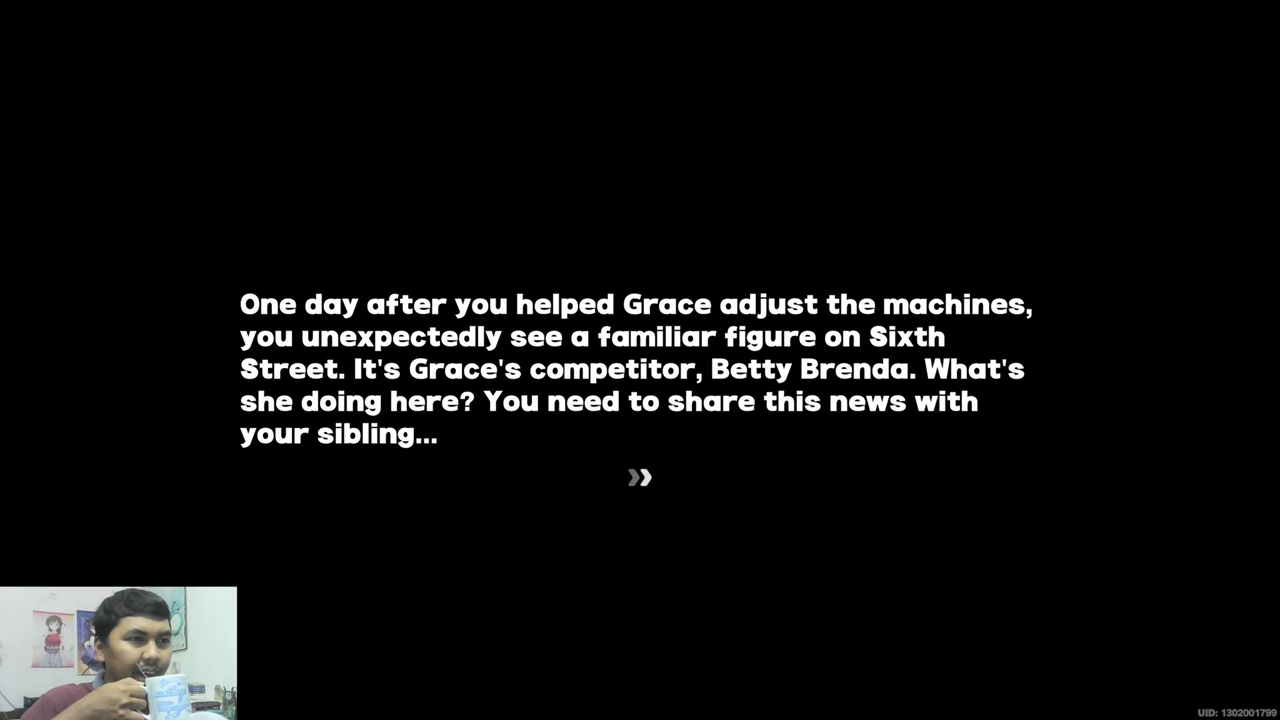 One day after you helped Grace adjust the machines,
you unexpectedly see a familiar figure on Sixth
Street. It's Grace's competitor, Betty Brenda. What's
she doing here? You need to share this news with
your sibling...
UID: 1302001799